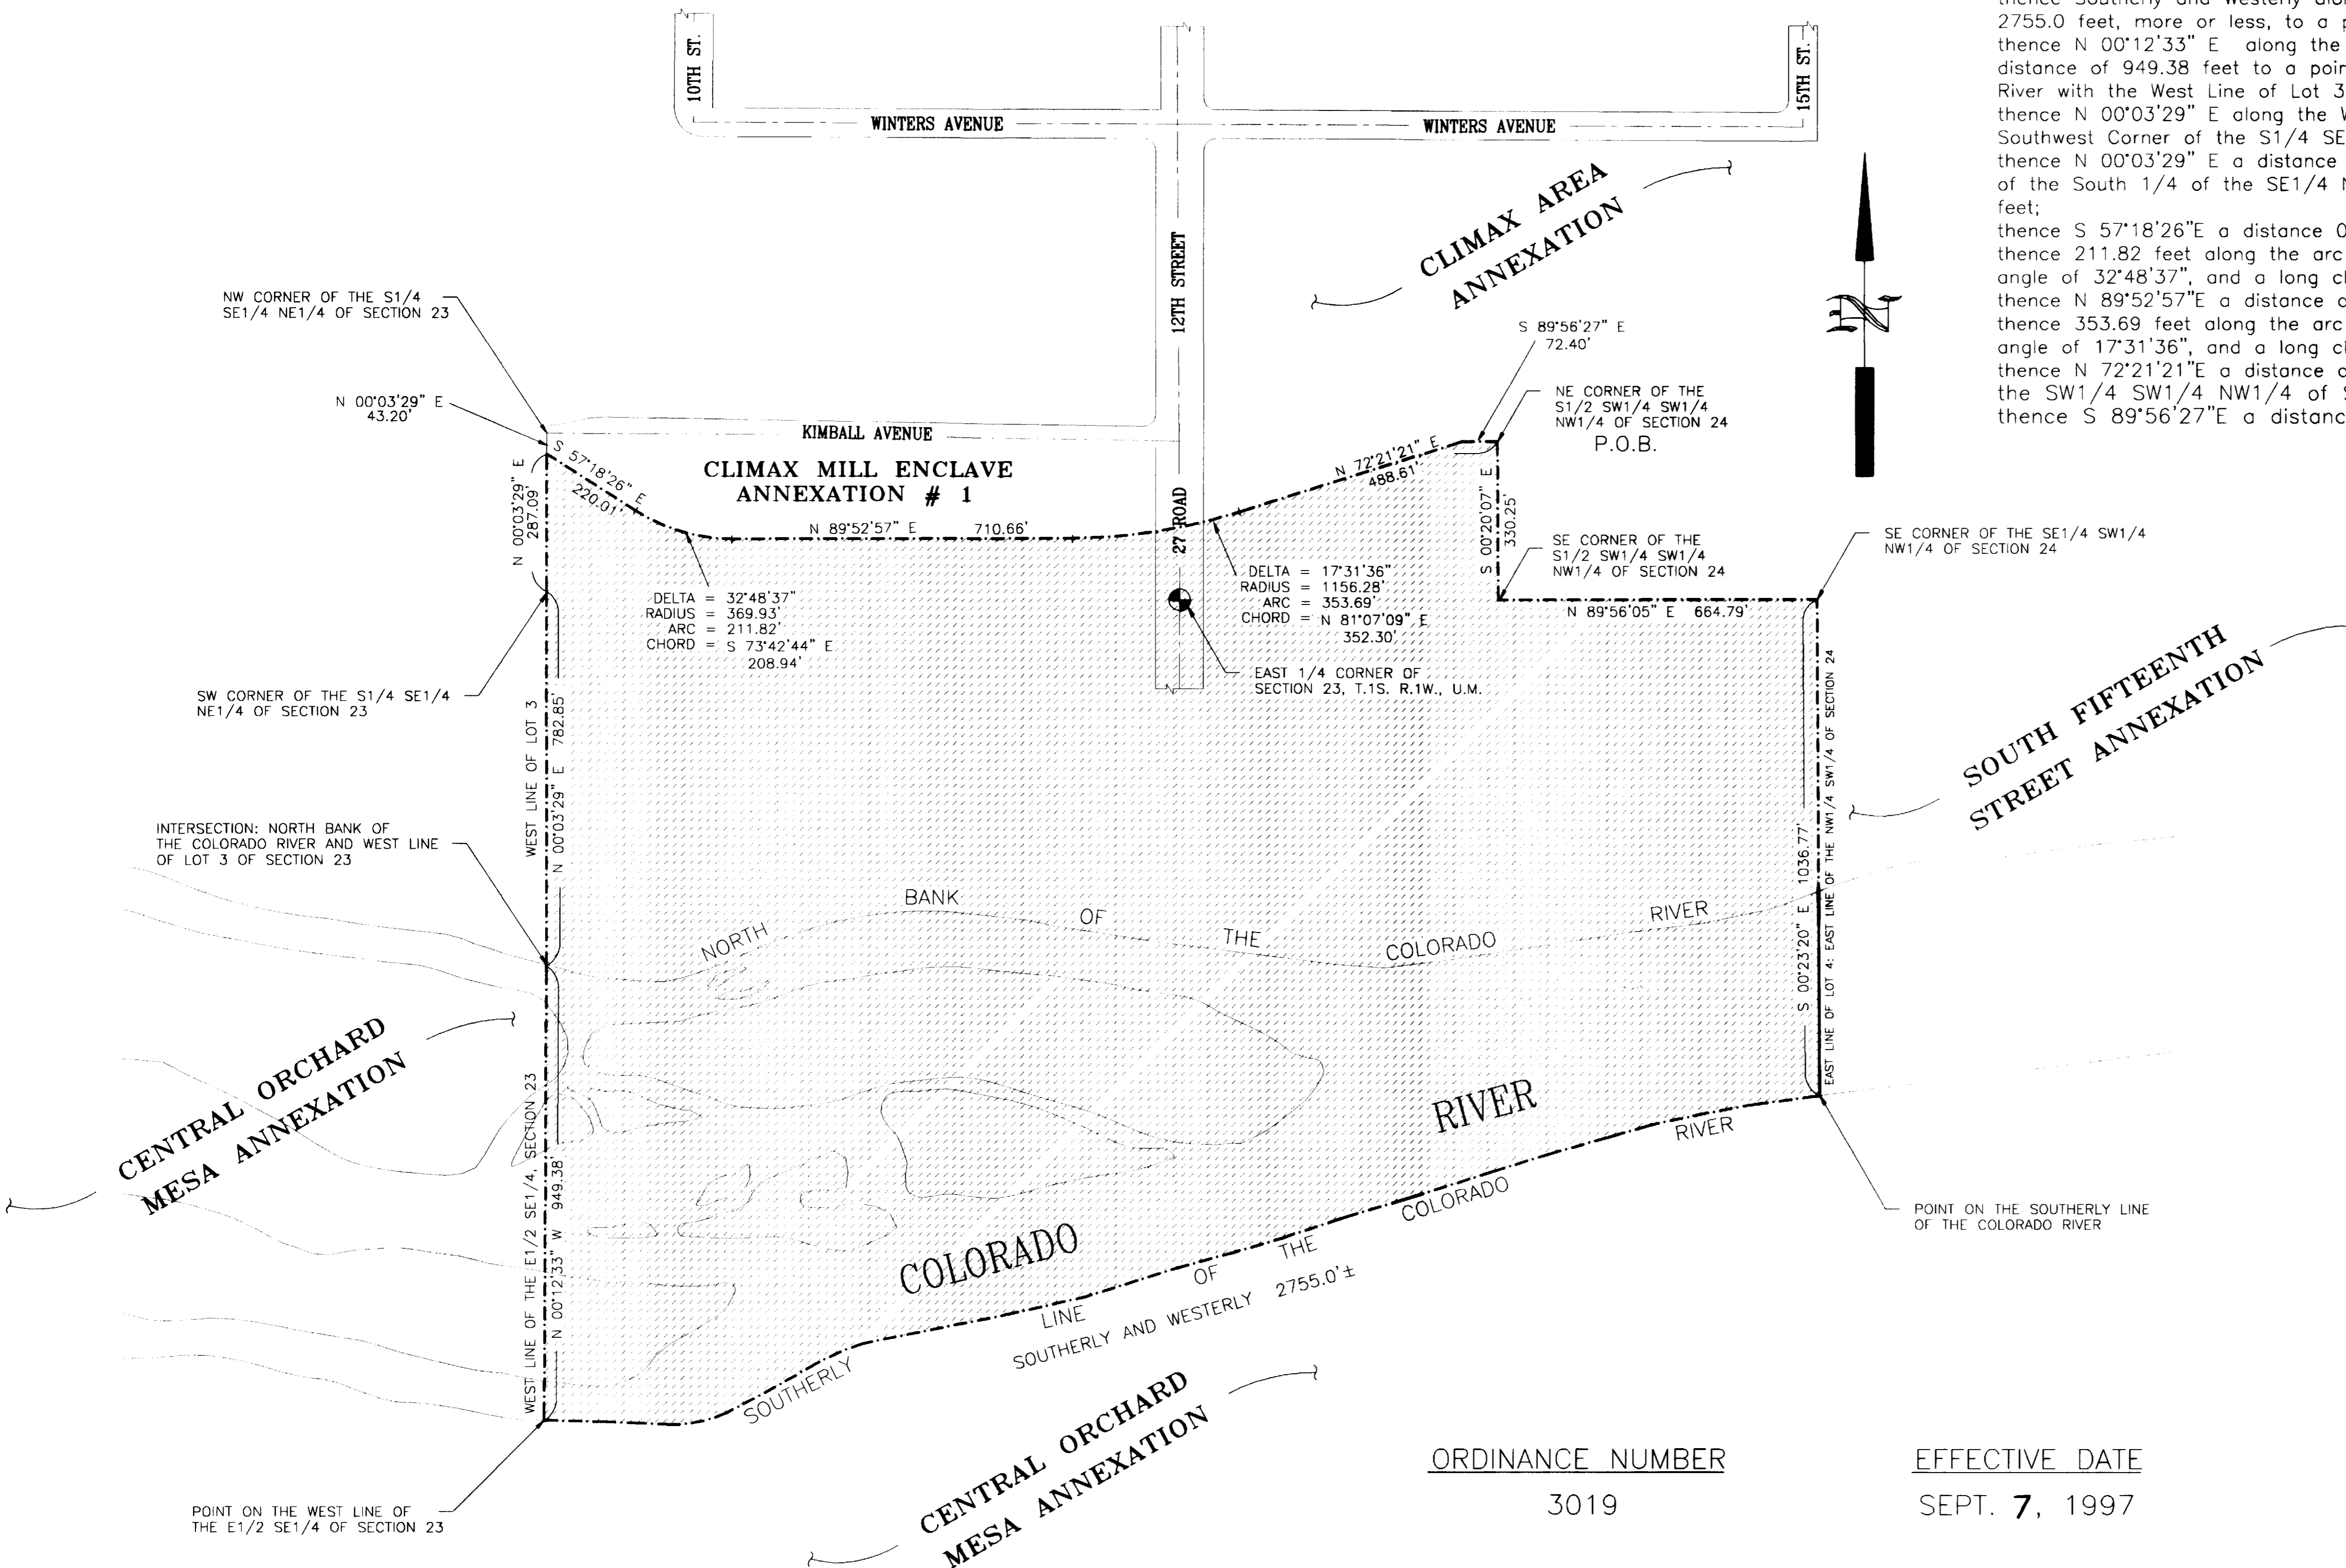 10TH ST.
15TH ST.
WINTERS AVENUE
WINTERS AVENUE
12TH STREET
CLIMAX AREA
ANNEXATION
2755.0 feet, more or less, to a
thence N 00°12'33" E along the
distance of 949.38 feet to a
River with the West Line of Lot 3
thence N 00°03'29" E along the
Southwest Corner of the S1/4
thence N 00°03'29" E a distance
of the South 1/4 of the SE1/4
feet;
thence S 57°18'26"E a distance
thence 211.82 feet along the arc
angle of 32°48'37", and a long
thence N 89°52'57"E a distance
thence 353.69 feet along the arc
angle of 17°31'36", and a long
thence N 72°21'21"E a distance
the SW1/4 SW1/4 NW1/4 of
thence S 89°56'27"E a
NW CORNER OF THE S1/4
SE1/4 NE1/4 OF SECTION 23
N 00°03'29" E
43.20'
S 89°56'27" E
72.40'
NE CORNER OF THE
S1/2 SW1/4 SW1/4
NW1/4 OF SECTION 24
P.O.B.
KIMBALL AVENUE
CLIMAX MILL ENCLAVE
ANNEXATION # 1
S 57°18'26" E
220.01'
N 00°03'29" E
287.09'
N 89°52'57" E 710.66'
27 ROAD
N 72°21'21" E
488.61'
S 00°20'07" E
330.25'
SE CORNER OF THE
S1/2 SW1/4 SW1/4
NW1/4 OF SECTION 24
SE CORNER OF THE SE1/4 SW1/4
NW1/4 OF SECTION 24
N 89°56'05" E 664.79'
DELTA = 32°48'37"
RADIUS = 369.93'
ARC = 211.82'
CHORD = S 73°42'44" E
208.94'
DELTA = 17°31'36"
RADIUS = 1156.28'
ARC = 353.69'
CHORD = N 81°07'09" E
352.30'
EAST 1/4 CORNER OF
SECTION 23, T.1S. R.1W., U.M.
SW CORNER OF THE S1/4 SE1/4
NE1/4 OF SECTION 23
WEST LINE OF LOT 3
N 00°03'29" E 782.85'
SOUTH FIFTEENTH
STREET ANNEXATION
INTERSECTION: NORTH BANK OF
THE COLORADO RIVER AND WEST LINE
OF LOT 3 OF SECTION 23
S 00°23'20" E 1036.77'
EAST LINE OF LOT 4: EAST LINE OF THE NW1/4 SW1/4 OF SECTION 24
NORTH BANK OF THE COLORADO RIVER
CENTRAL ORCHARD
MESA ANNEXATION
WEST LINE OF THE E1/2 SE1/4, SECTION 23
N 00°12'33" W 949.38'
COLORADO RIVER
POINT ON THE SOUTHERLY LINE
OF THE COLORADO RIVER
SOUTHERLY LINE OF THE COLORADO RIVER
SOUTHERLY AND WESTERLY 2755.0'±
CENTRAL ORCHARD
MESA ANNEXATION
POINT ON THE WEST LINE OF
THE E1/2 SE1/4 OF SECTION 23
ORDINANCE NUMBER
3019
EFFECTIVE DATE
SEPT. 7, 1997